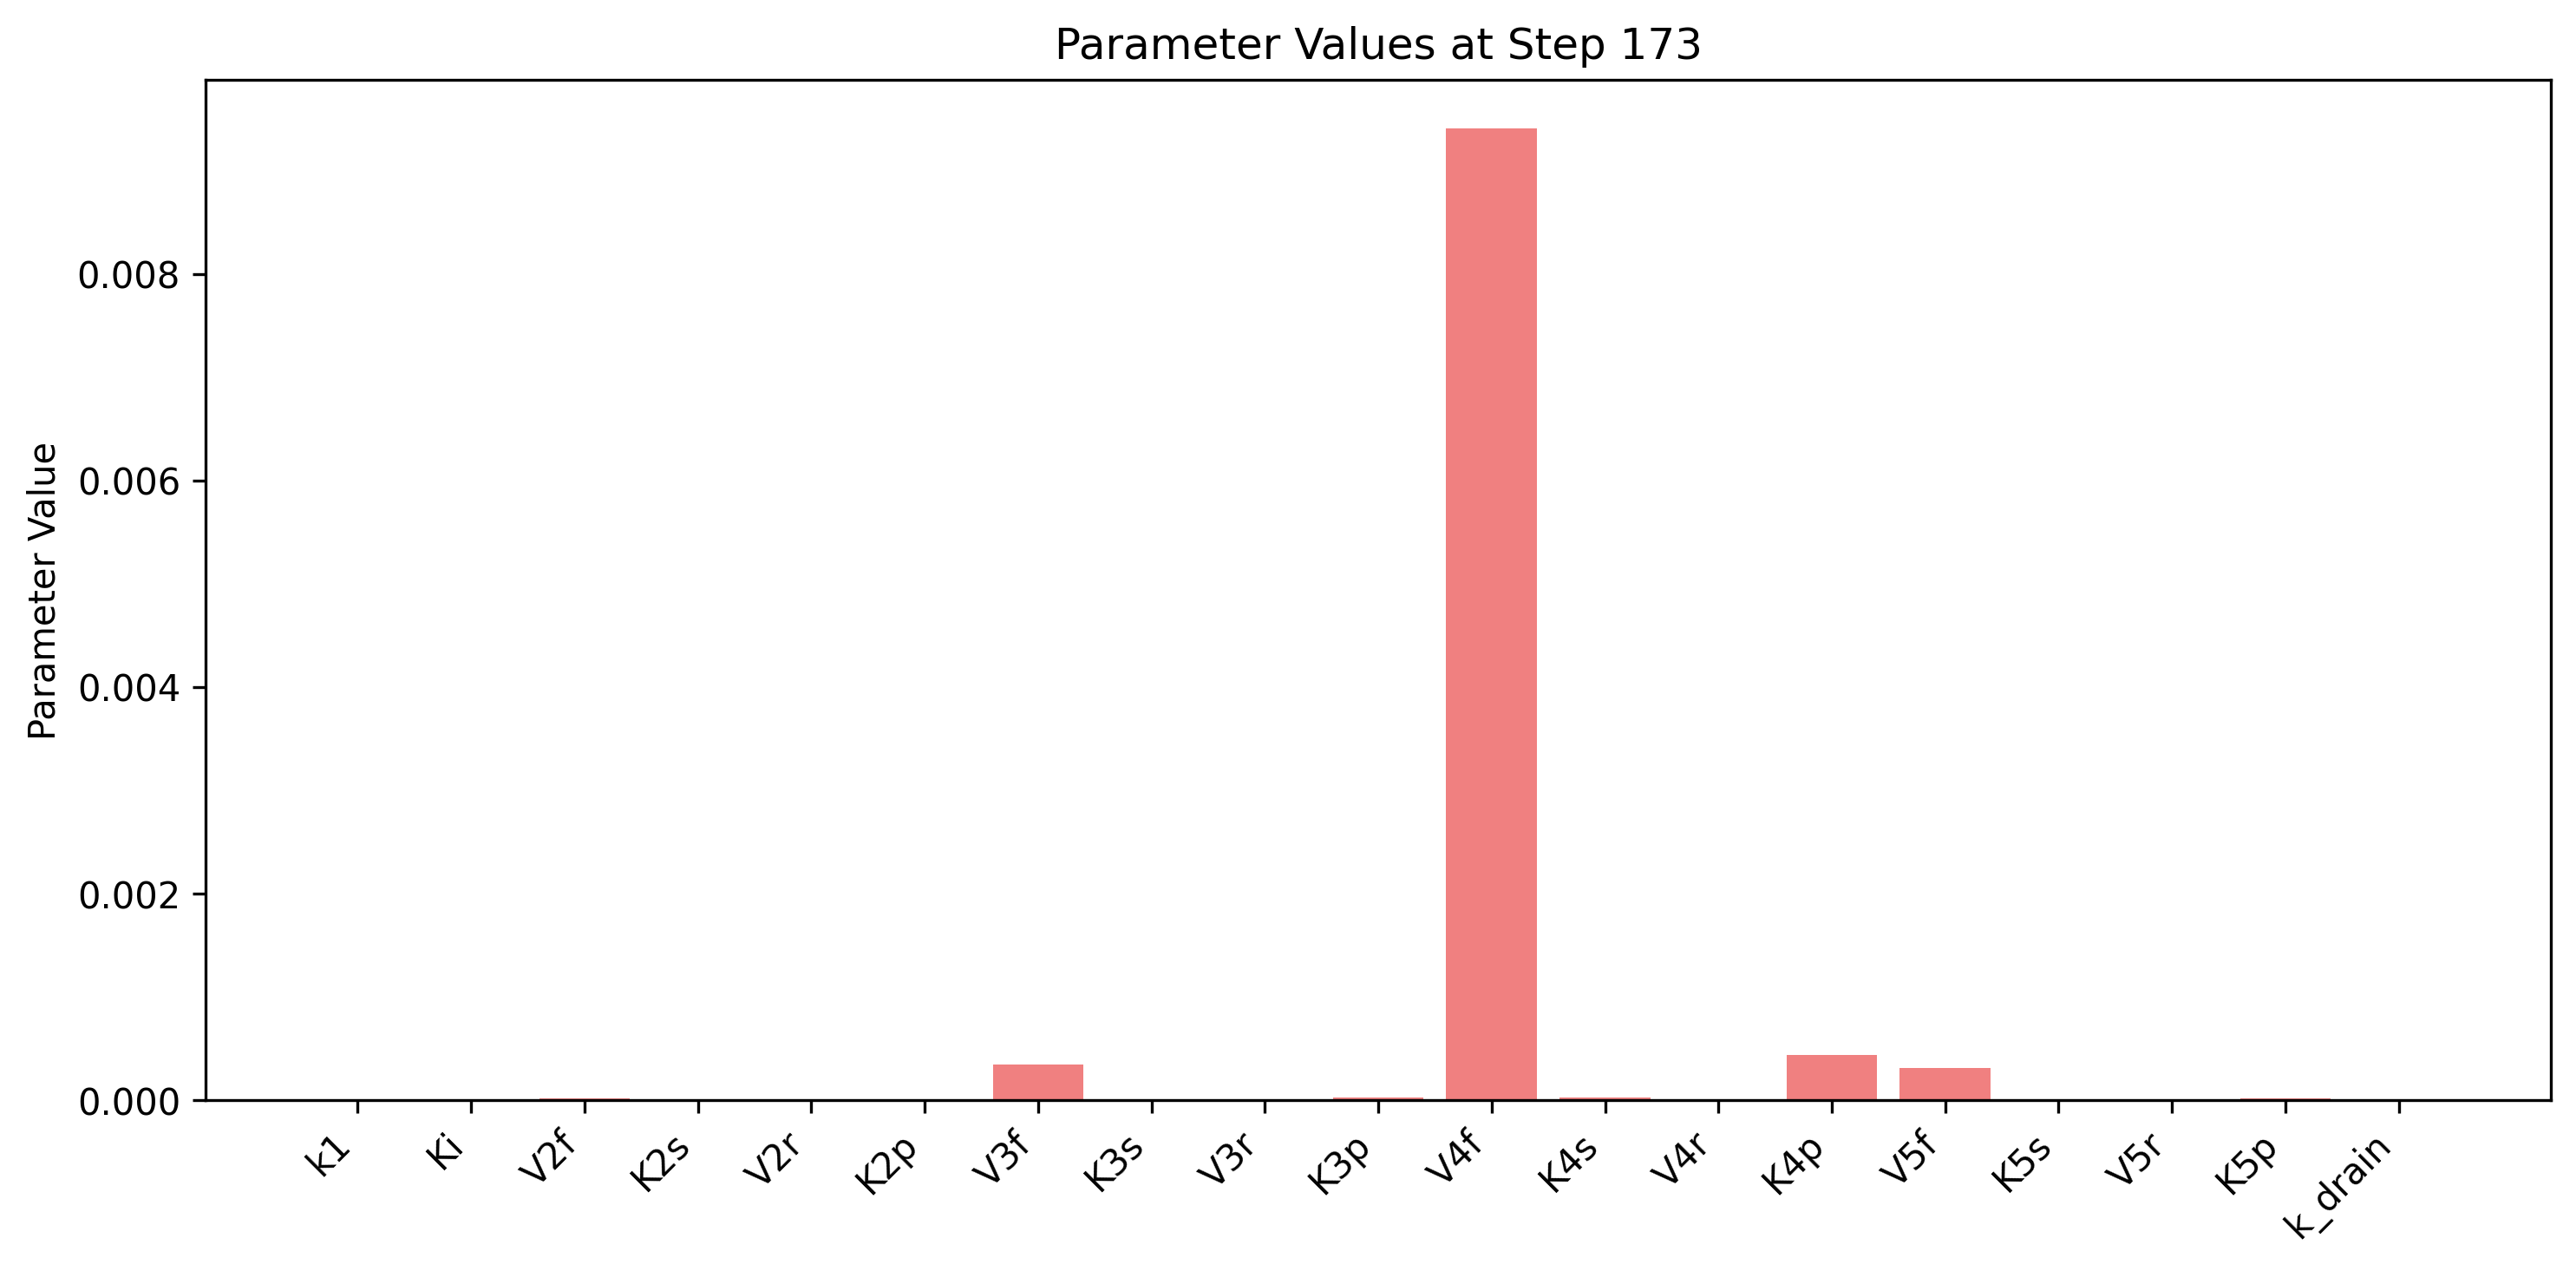 Parameter Values at Step 173
Parameter Value
0.008
0.006
0.004
0.002
0.000
k1
Ki
V2f
K2s
V2r
K2p
V3f
K3s
V3r
K3p
V4f
K4s
V4r
K4p
V5f
K5s
V5r
K5p
k_drain